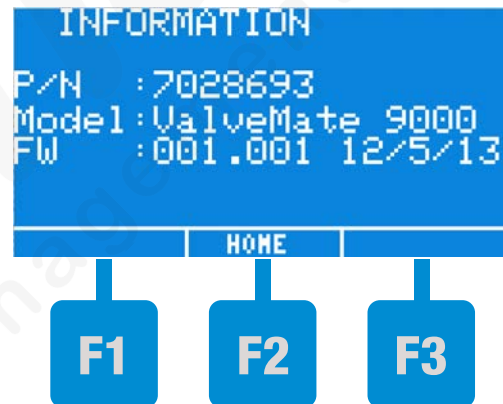 INFORMATION
P/N :7028693
Model:ValveMate 9000
FW :001.001 12/5/13
HOME
F1 F2 F3